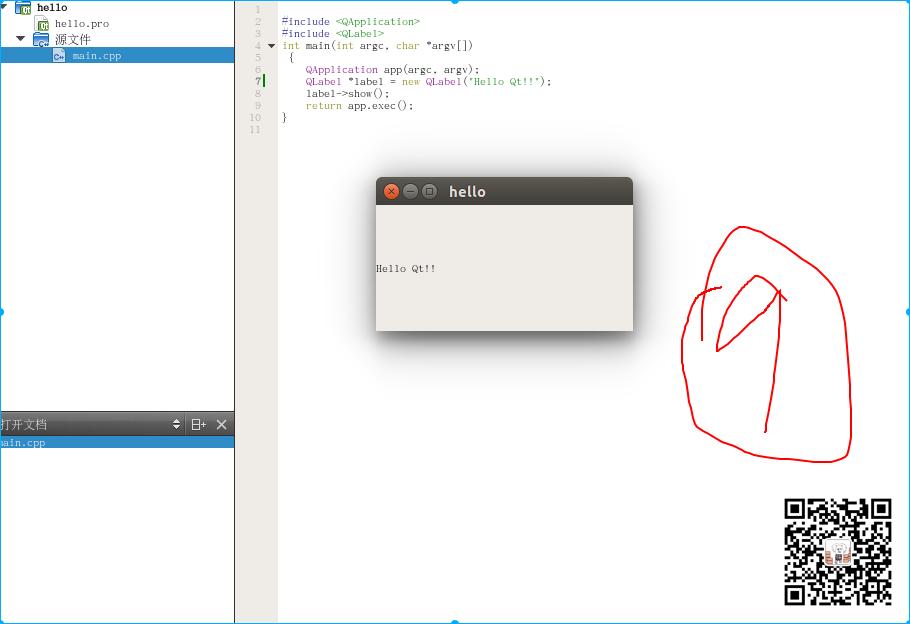 hello
hello.pro
源文件
main.cpp
打开文档
main.cpp
1
2 #include <QApplication>
3 #include <QLabel>
4 int main(int argc, char *argv[])
5 {
6 QApplication app(argc, argv);
7 QLabel *label = new QLabel("Hello Qt!!");
8 label->show();
9 return app.exec();
10 }
11
hello
Hello Qt!!